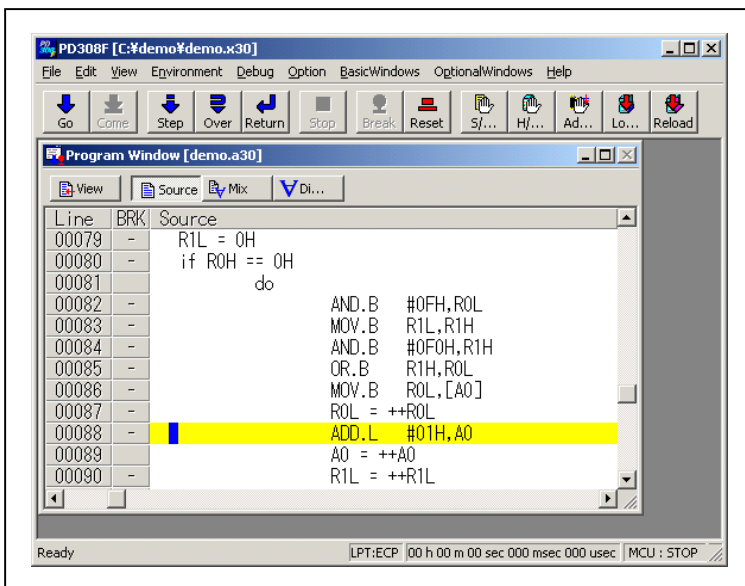 PD308F [C:¥demo¥demo.x30]
File Edit View Environment Debug Option BasicWindows OptionalWindows Help
Go Come Step Over Return Stop Break Reset S/... H/... Ad... Lo... Reload
Program Window [demo.a30]
View Source Mix Di...
Line BRK Source
00079 - R1L = 0H
00080 - if R0H == 0H
00081 do
00082 - AND.B #0FH,R0L
00083 - MOV.B R1L,R1H
00084 - AND.B #0F0H,R1H
00085 - OR.B R1H,R0L
00086 - MOV.B R0L,[A0]
00087 - R0L = ++R0L
00088 - ADD.L #01H,A0
00089 A0 = ++A0
00090 - R1L = ++R1L
Ready LPT:ECP 00 h 00 m 00 sec 000 msec 000 usec MCU : STOP